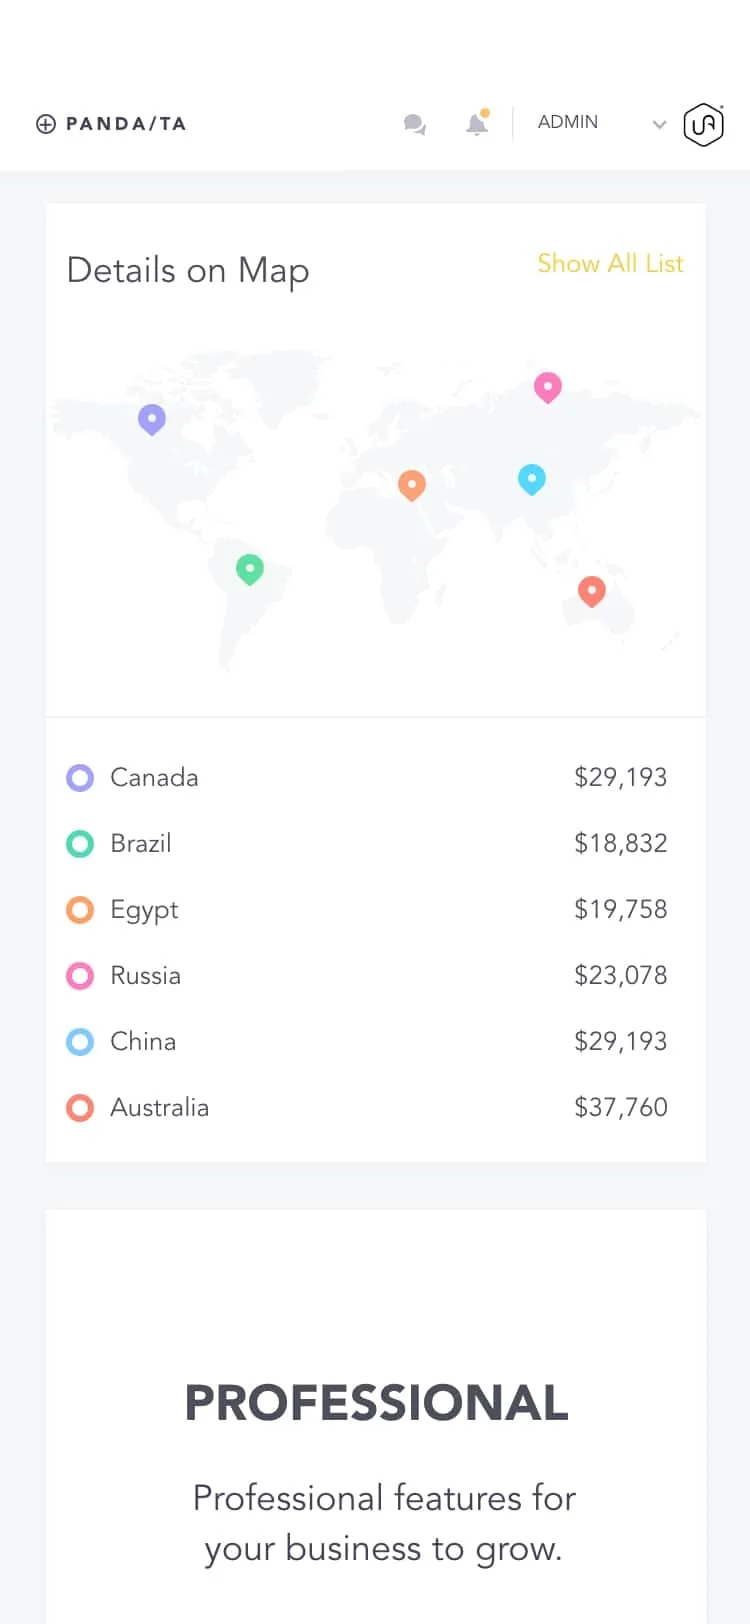 PANDA/TA
ADMIN
Details on Map
Show All List
Canada $29,193
Brazil $18,832
Egypt $19,758
Russia $23,078
China $29,193
Australia $37,760
PROFESSIONAL
Professional features for
your business to grow.